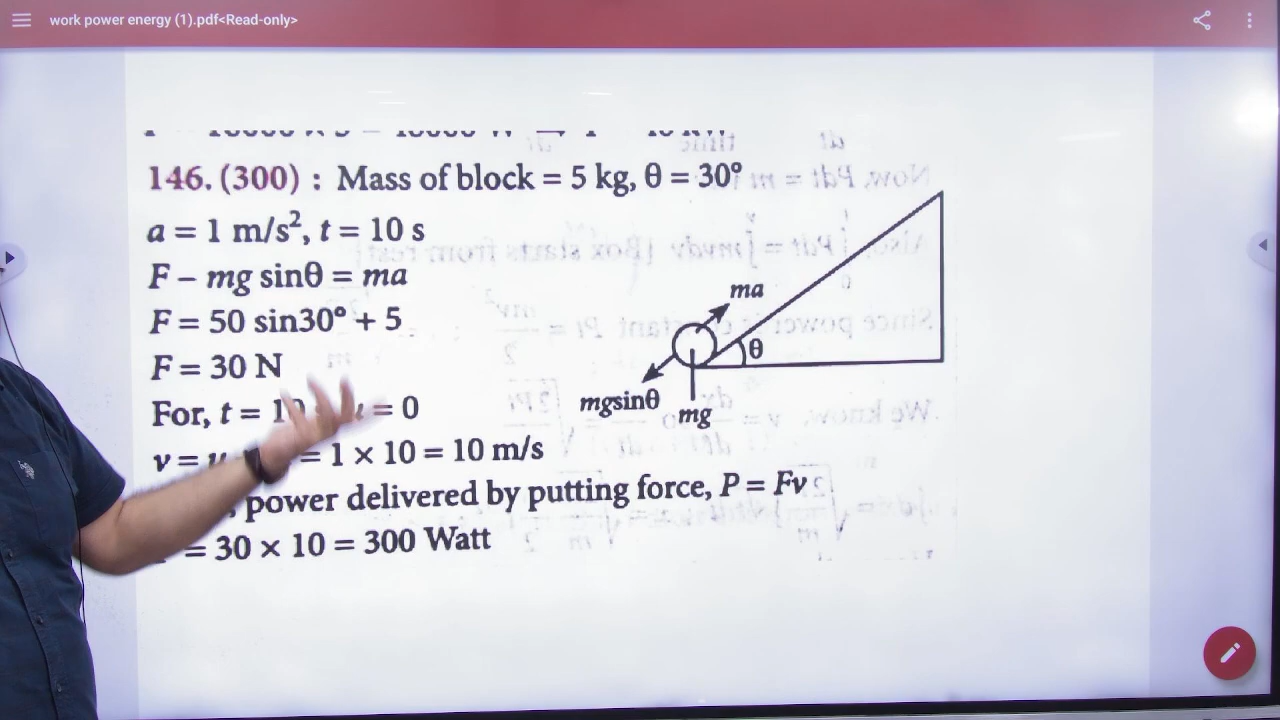 work power energy (1).pdf<Read-only>
146. (300) : Mass of block = 5 kg, θ = 30°
a = 1 m/s², t = 10 s
F – mg sinθ = ma
F = 50 sin30° + 5
F = 30 N
For, t = 10 = 0
v = = 1 × 10 = 10 m/s
power delivered by putting force, P = Fv
= 30 × 10 = 300 Watt
ma
θ
mgsinθ
mg